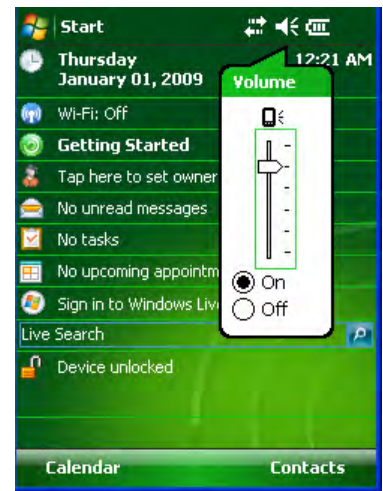 Start
Thursday
12:21 AM
January 01, 2009
Volume
Wi-Fi: Off
Getting Started
Tap here to set owner
No unread messages
No tasks
No upcoming appointm
On
Sign in to Windows Liv
Off
Live Search
Device unlocked
Calendar
Contacts